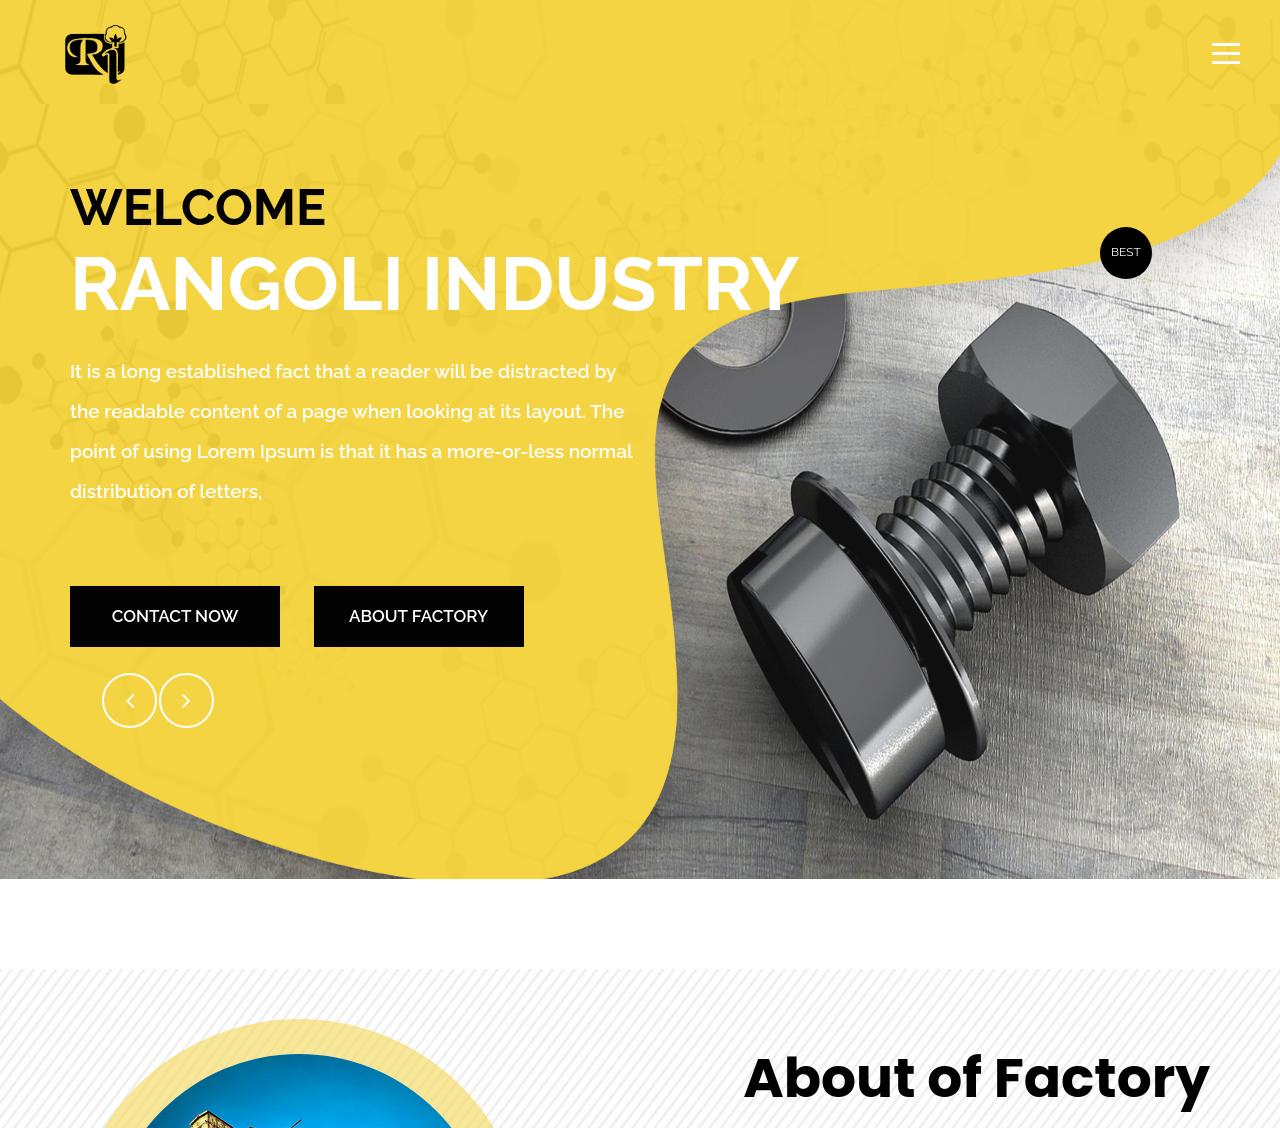 Ri
WELCOME
RANGOLI INDUSTRY
BEST
It is a long established fact that a reader will be distracted by
the readable content of a page when looking at its layout. The
point of using Lorem Ipsum is that it has a more-or-less normal
distribution of letters,
CONTACT NOW
ABOUT FACTORY
About of Factory